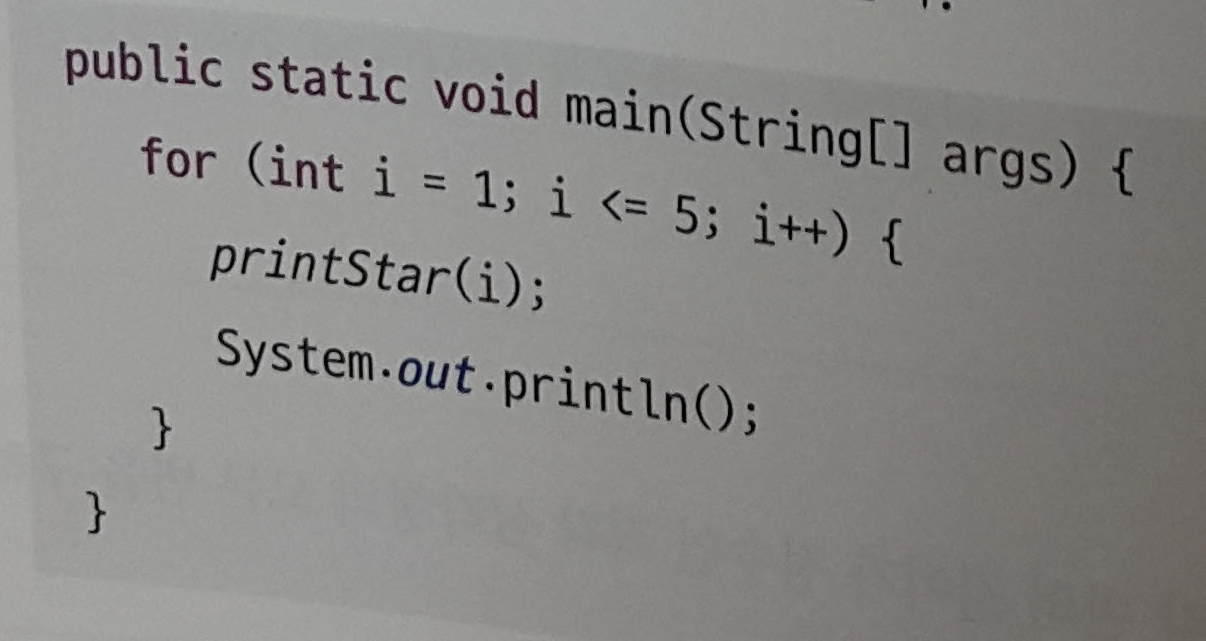 public static void main(String[] args) {
for (int i = 1; i <= 5; i++) {
printStar(i);
System.out.println();
}
}